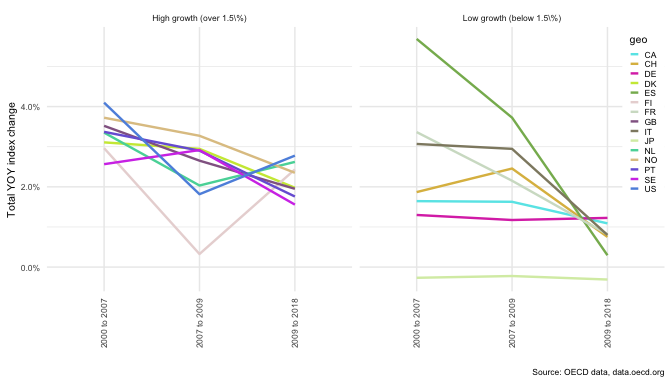 High growth (over 1.5\%)
Low growth (below 1.5\%)
Total YOY index change
4.0%
2.0%
0.0%
2000 to 2007
2007 to 2009
2009 to 2018
2000 to 2007
2007 to 2009
2009 to 2018
geo
CA
CH
DE
DK
ES
FI
FR
GB
IT
JP
NL
NO
PT
SE
US
Source: OECD data, data.oecd.org